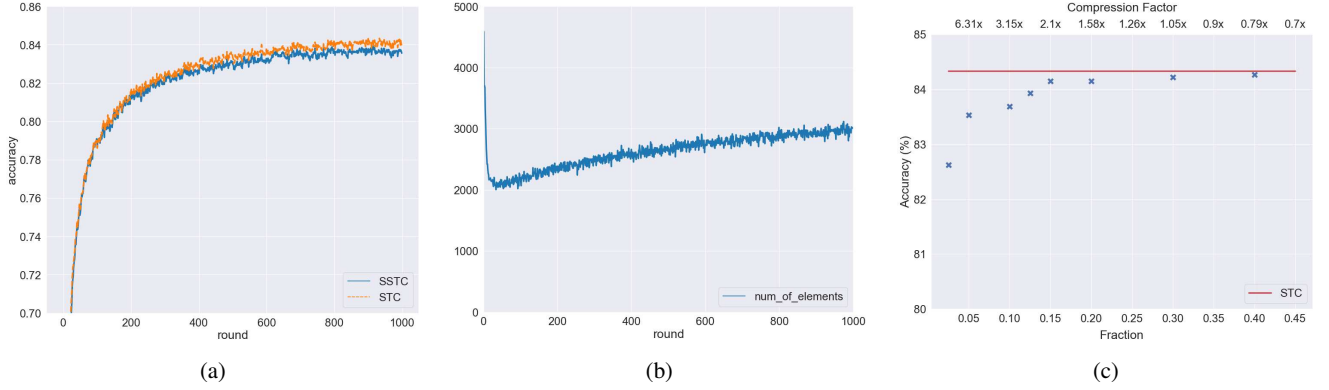 0.86
0.84
0.82
0.80
0.78
0.76
0.74
0.72
0.70
accuracy
0
200
400
600
800
1000
round
SSTC
STC
(a)
5000
4000
3000
2000
1000
0
0
200
400
600
800
1000
round
num_of_elements
(b)
Compression Factor
6.31x 3.15x 2.1x 1.58x 1.26x 1.05x 0.9x 0.79x 0.7x
85
84
83
82
81
80
Accuracy (%)
0.05 0.10 0.15 0.20 0.25 0.30 0.35 0.40 0.45
Fraction
STC
(c)